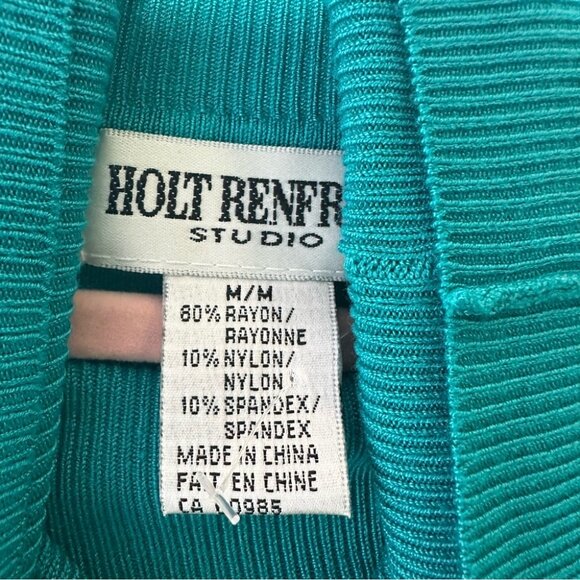 HOLT RENFR
STUDIO
M/M
80% RAYON/
RAYONNE
10% NYLON/
NYLON
10% SPANDEX/
SPANDEX
MADE IN CHINA
FAIT EN CHINE
CA